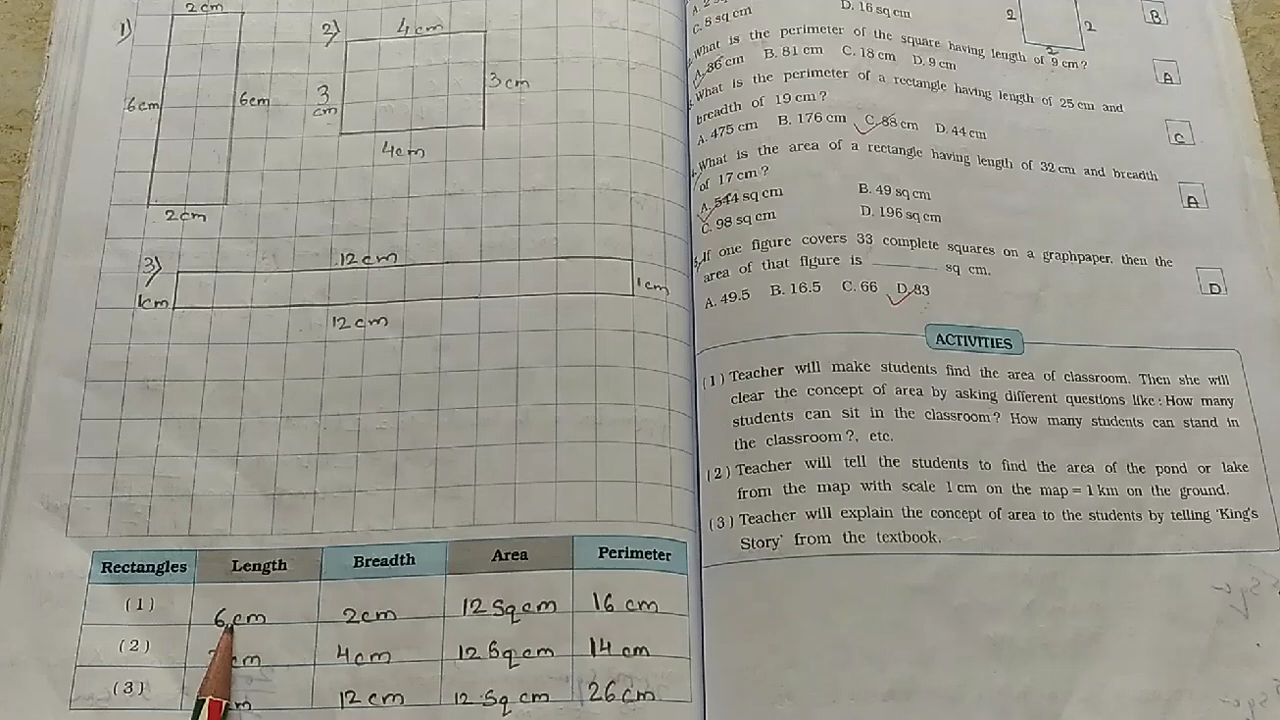 2cm
1)
6cm
6cm
2cm
2)
4cm
3
cm
3cm
4cm
3)
12cm
1cm
12cm
Rectangles Length Breadth Area Perimeter
(1) 6cm 2cm 12 Sq cm 16 cm
(2) cm 4cm 12 Sq cm 14 cm
(3) 12cm 12 Sq cm 26cm
C. 8 sq cm D. 16 sq cm
2
2
2
B
What is the perimeter of the square having length of 9 cm?
A. 36 cm B. 81 cm C. 18 cm D. 9 cm
A
What is the perimeter of a rectangle having length of 25 cm and
breadth of 19 cm?
A. 475 cm B. 176 cm C. 88 cm D. 44 cm
C
What is the area of a rectangle having length of 32 cm and breadth
of 17 cm?
A. 544 sq cm B. 49 sq cm
C. 98 sq cm D. 196 sq cm
A
If one figure covers 33 complete squares on a graphpaper, then the
area of that figure is ________ sq cm.
A. 49.5 B. 16.5 C. 66 D. 33
D
ACTIVITIES
(1) Teacher will make students find the area of classroom. Then she will
clear the concept of area by asking different questions like : How many
students can sit in the classroom? How many students can stand in
the classroom?, etc.
(2) Teacher will tell the students to find the area of the pond or lake
from the map with scale 1 cm on the map = 1 km on the ground.
(3) Teacher will explain the concept of area to the students by telling 'King's
Story' from the textbook.